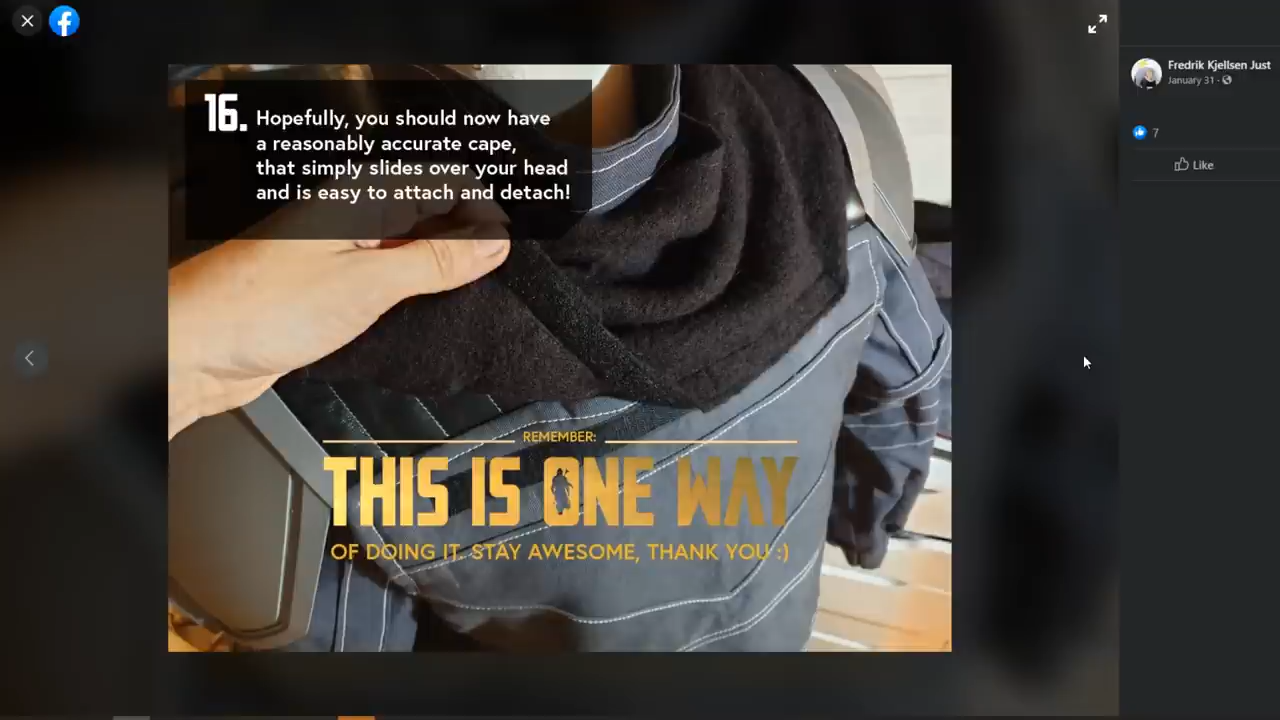 16. Hopefully, you should now have
a reasonably accurate cape,
that simply slides over your head
and is easy to attach and detach!
REMEMBER:
THIS IS ONE WAY
OF DOING IT. STAY AWESOME, THANK YOU :)
Fredrik Kjellsen Just
January 31 ·
7
Like